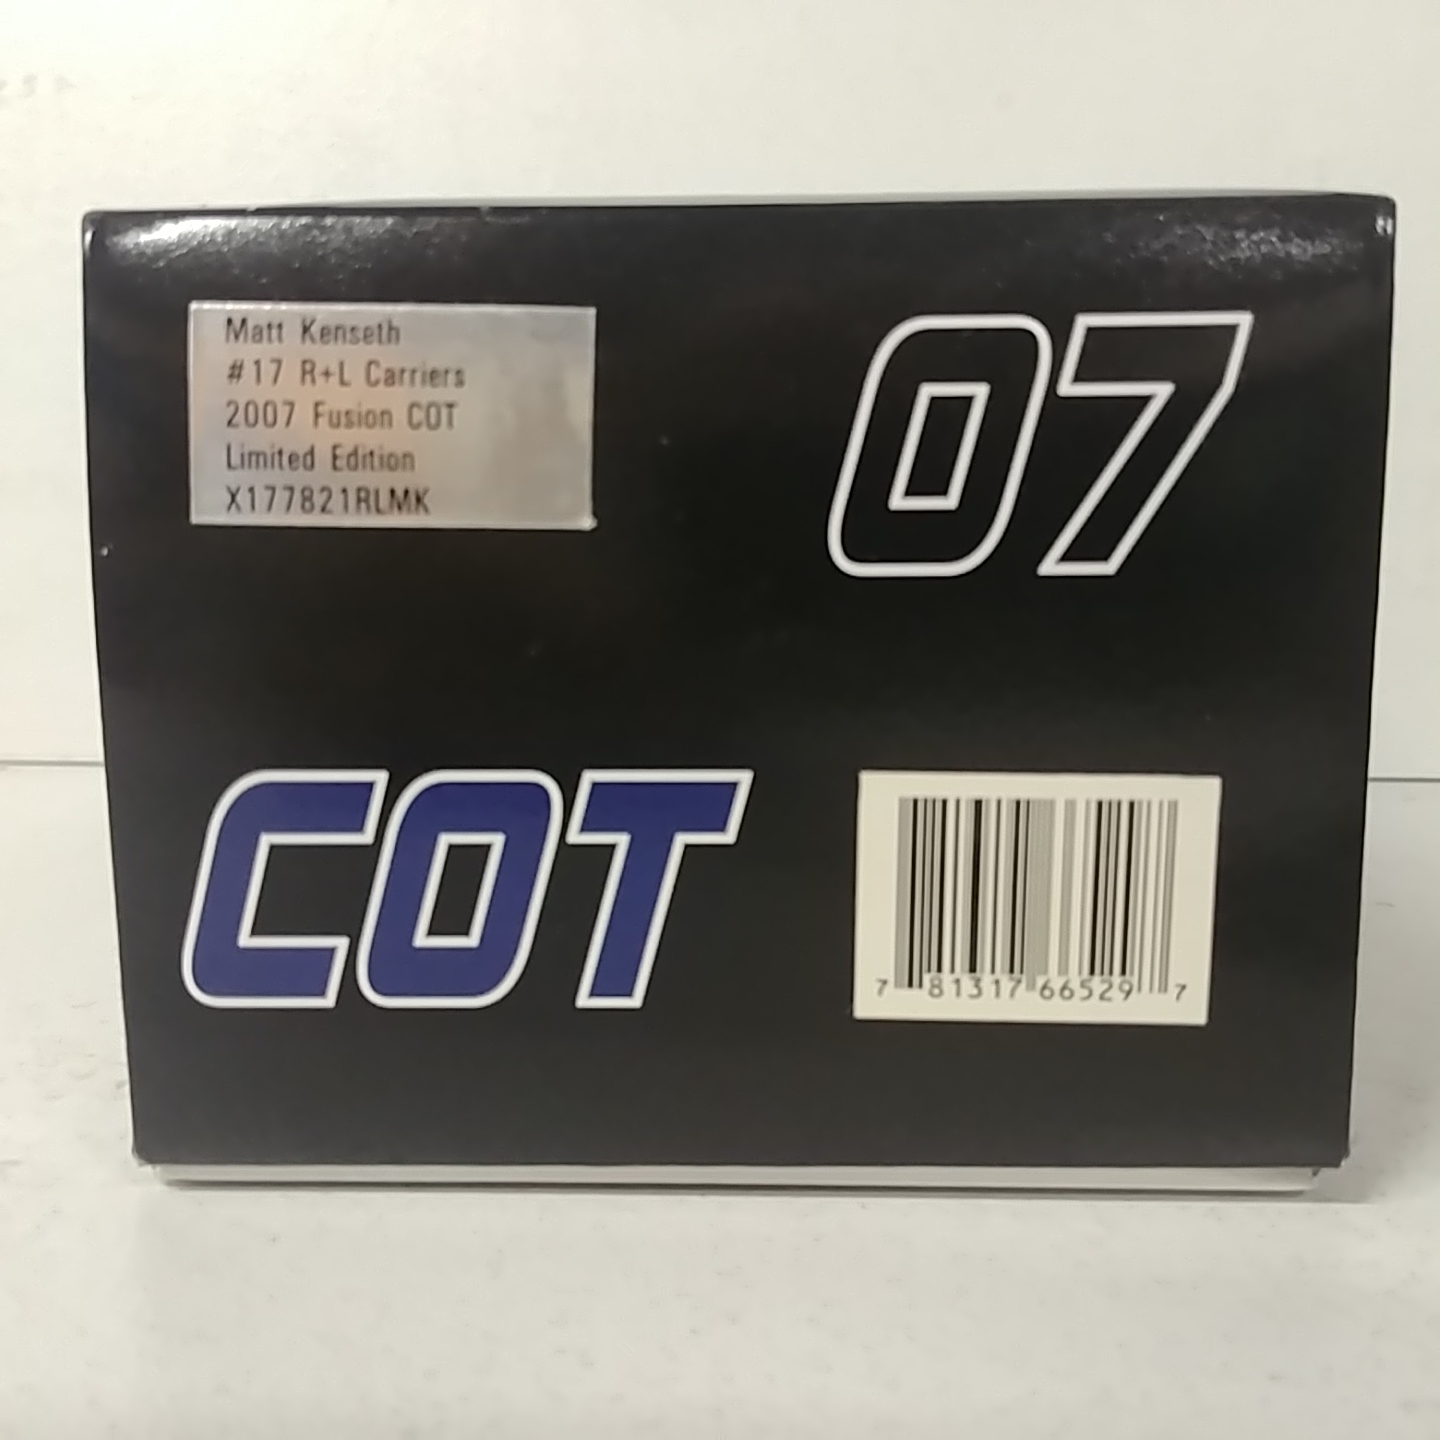 Matt Kenseth
#17 R+L Carriers
2007 Fusion COT
Limited Edition
X177821RLMK
07
COT
7 81317 66529 7